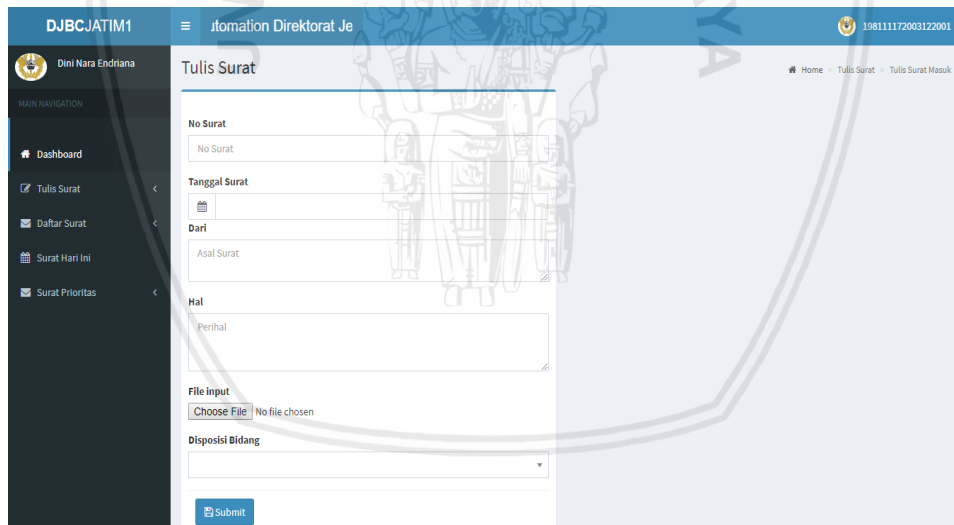 DJBCJATIM1
utomation Direktorat Je
198111172003122001
Dini Nara Endriana
MAIN NAVIGATION
Dashboard
Tulis Surat
Daftar Surat
Surat Hari Ini
Surat Prioritas
Tulis Surat
Home > Tulis Surat > Tulis Surat Masuk
No Surat
No Surat
Tanggal Surat
Dari
Asal Surat
Hal
Perihal
File input
Choose File No file chosen
Disposisi Bidang
Submit